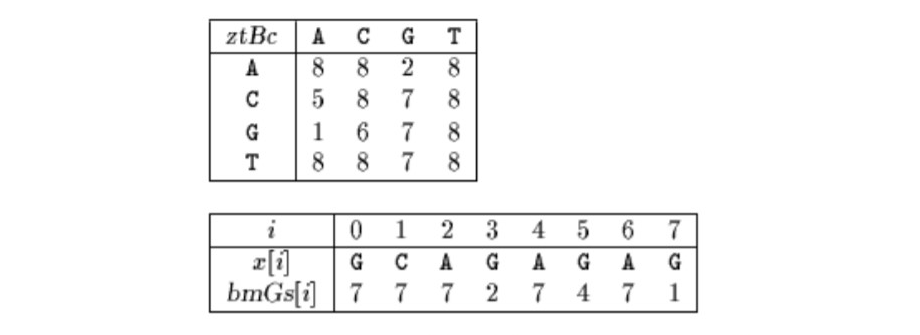 ztBc A C G T
A 8 8 2 8
C 5 8 7 8
G 1 6 7 8
T 8 8 7 8
i 0 1 2 3 4 5 6 7
x[i] G C A G A G A G
bmGs[i] 7 7 7 2 7 4 7 1